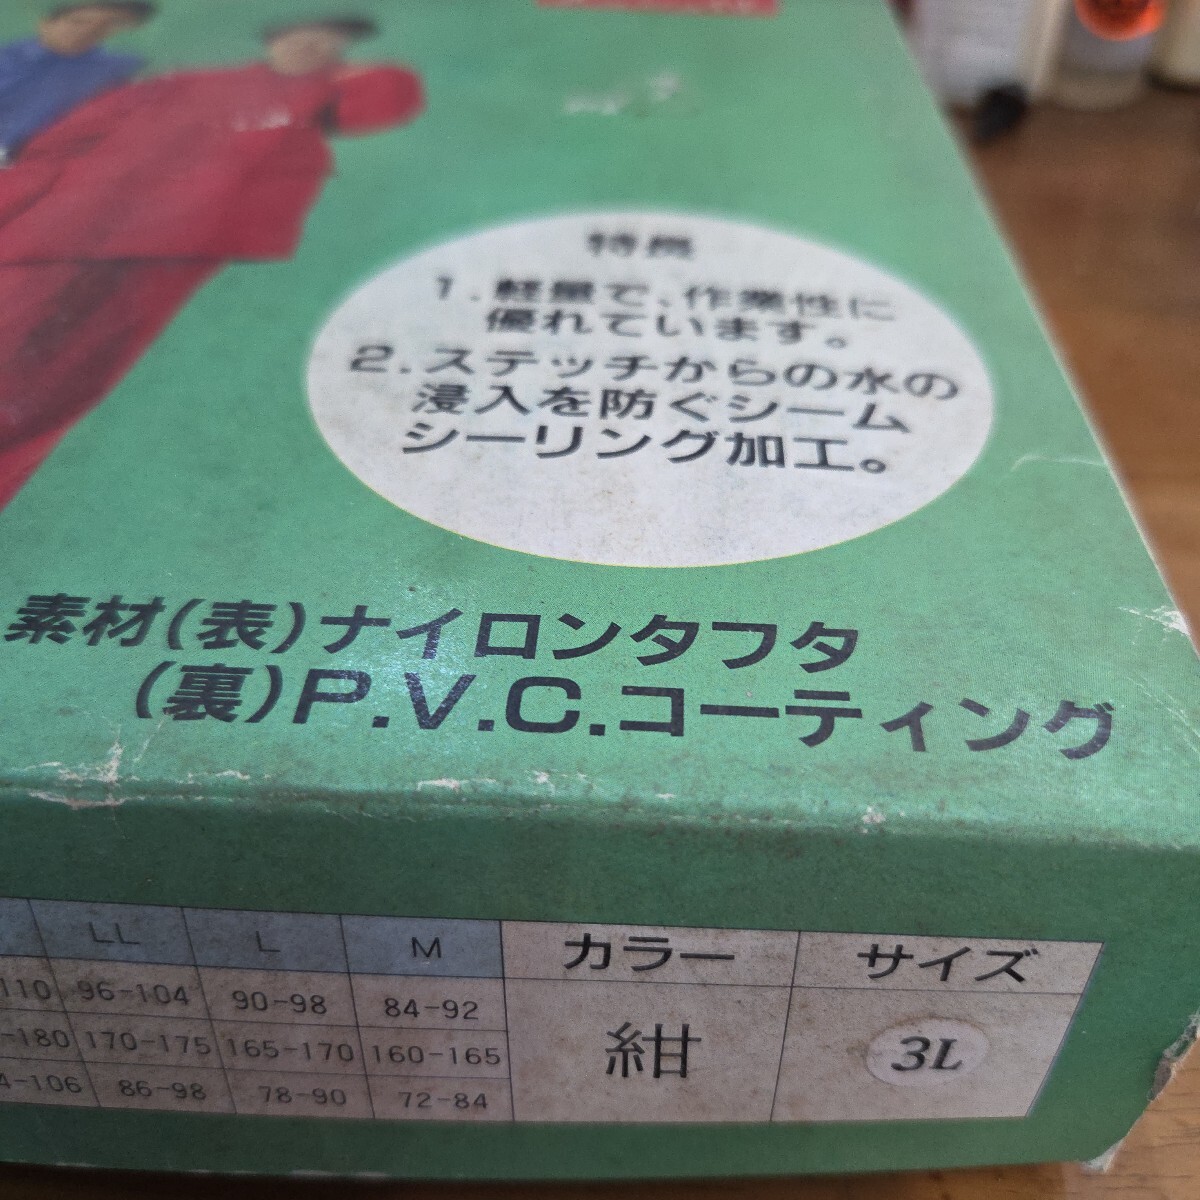 特長
1.軽量で、作業性に
優れています。
2.ステッチからの水の
浸入を防ぐシーム
シーリング加工。
素材(表)ナイロンタフタ
(裏)P.V.C.コーティング
LL L M カラー サイズ
110 96-104 90-98 84-92 紺 3L
-180 170-175 165-170 160-165
4-106 86-98 78-90 72-84